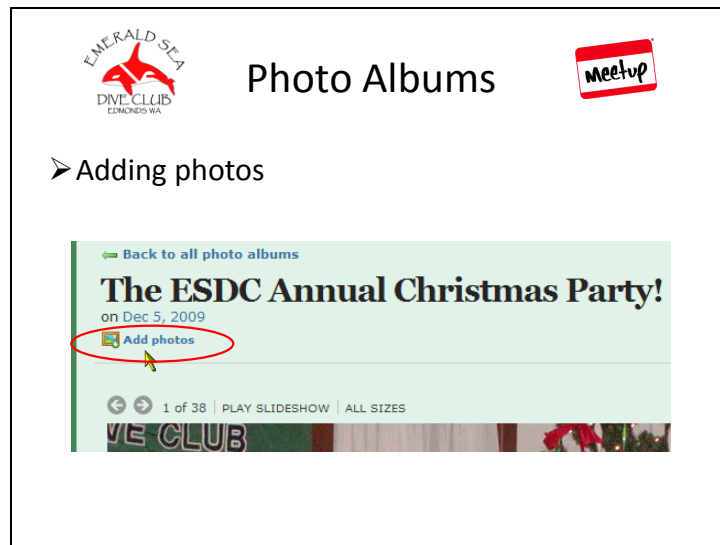 EMERALD SEA
DIVE CLUB
EDMONDS WA
Photo Albums
Meetup
Adding photos
Back to all photo albums
The ESDC Annual Christmas Party!
on Dec 5, 2009
Add photos
1 of 38 | PLAY SLIDESHOW | ALL SIZES
VE CLUB